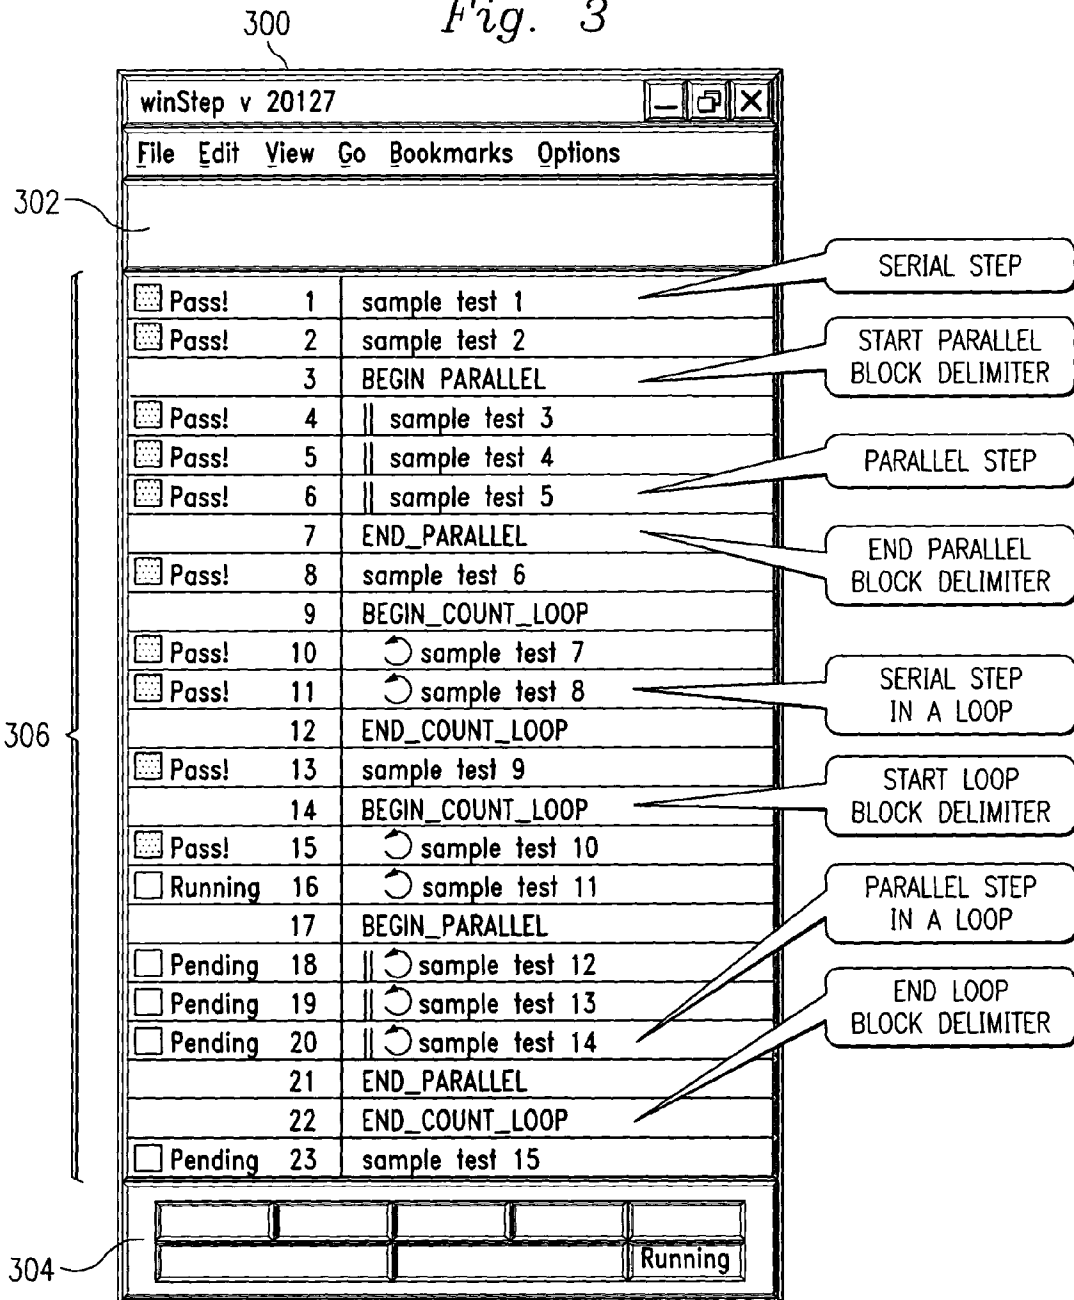 Fig. 3
300
winStep v 20127
File Edit View Go Bookmarks Options
302
Pass! 1 sample test 1
SERIAL STEP
Pass! 2 sample test 2
START PARALLEL
BLOCK DELIMITER
3 BEGIN PARALLEL
Pass! 4 || sample test 3
Pass! 5 || sample test 4
PARALLEL STEP
Pass! 6 || sample test 5
7 END_PARALLEL
END PARALLEL
BLOCK DELIMITER
Pass! 8 sample test 6
9 BEGIN_COUNT_LOOP
Pass! 10 sample test 7
Pass! 11 sample test 8
SERIAL STEP
IN A LOOP
306
12 END_COUNT_LOOP
Pass! 13 sample test 9
START LOOP
BLOCK DELIMITER
14 BEGIN_COUNT_LOOP
Pass! 15 sample test 10
Running 16 sample test 11
PARALLEL STEP
IN A LOOP
17 BEGIN_PARALLEL
Pending 18 || sample test 12
Pending 19 || sample test 13
END LOOP
BLOCK DELIMITER
Pending 20 || sample test 14
21 END_PARALLEL
22 END_COUNT_LOOP
Pending 23 sample test 15
304
Running